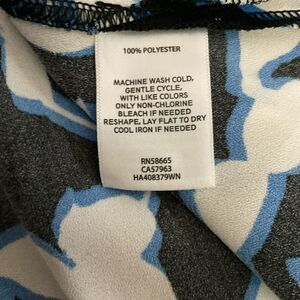 100% POLYESTER
MACHINE WASH COLD,
GENTLE CYCLE,
WITH LIKE COLORS
ONLY NON-CHLORINE
BLEACH IF NEEDED
RESHAPE, LAY FLAT TO DRY
COOL IRON IF NEEDED
RN58665
CA57963
HA408379WN